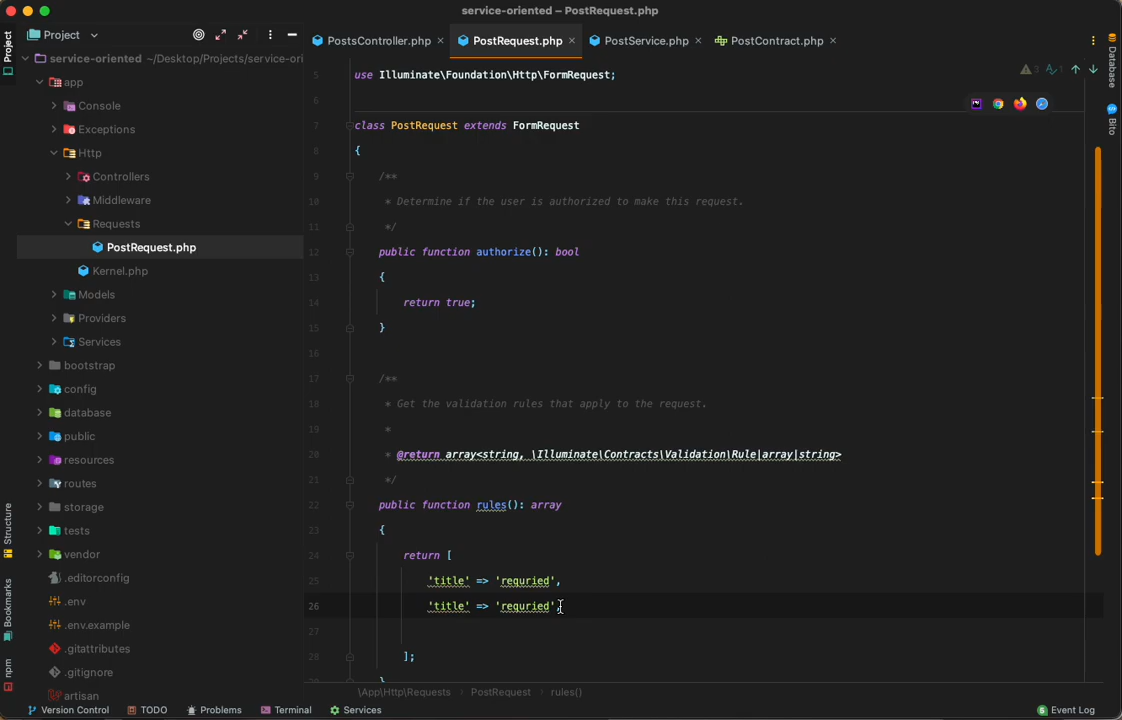 service-oriented – PostRequest.php
Project
PostsController.php
PostRequest.php
PostService.php
PostContract.php
Project
Database
Bito
Structure
Bookmarks
npm
service-oriented ~/Desktop/Projects/service-ori
app
Console
Exceptions
Http
Controllers
Middleware
Requests
PostRequest.php
Kernel.php
Models
Providers
Services
bootstrap
config
database
public
resources
routes
storage
tests
vendor
.editorconfig
.env
.env.example
.gitattributes
.gitignore
artisan
5 use Illuminate\Foundation\Http\FormRequest;
6
7 class PostRequest extends FormRequest
8 {
9 /**
10 * Determine if the user is authorized to make this request.
11 */
12 public function authorize(): bool
13 {
14 return true;
15 }
16
17 /**
18 * Get the validation rules that apply to the request.
19 *
20 * @return array<string, \Illuminate\Contracts\Validation\Rule|array|string>
21 */
22 public function rules(): array
23 {
24 return [
25 'title' => 'requried',
26 'title' => 'requried',
27
28 ];
}
\App\Http\Requests PostRequest rules()
Version Control TODO Problems Terminal Services
Event Log